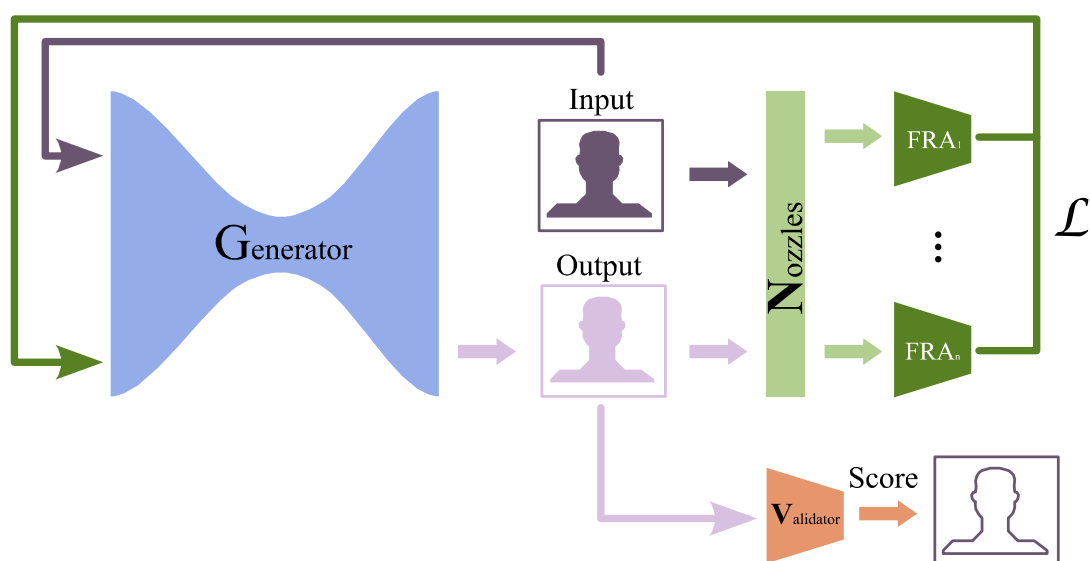 Input
FRA1
Generator
Nozzles
ℒ
Output
⋮
FRAn
Score
Validator